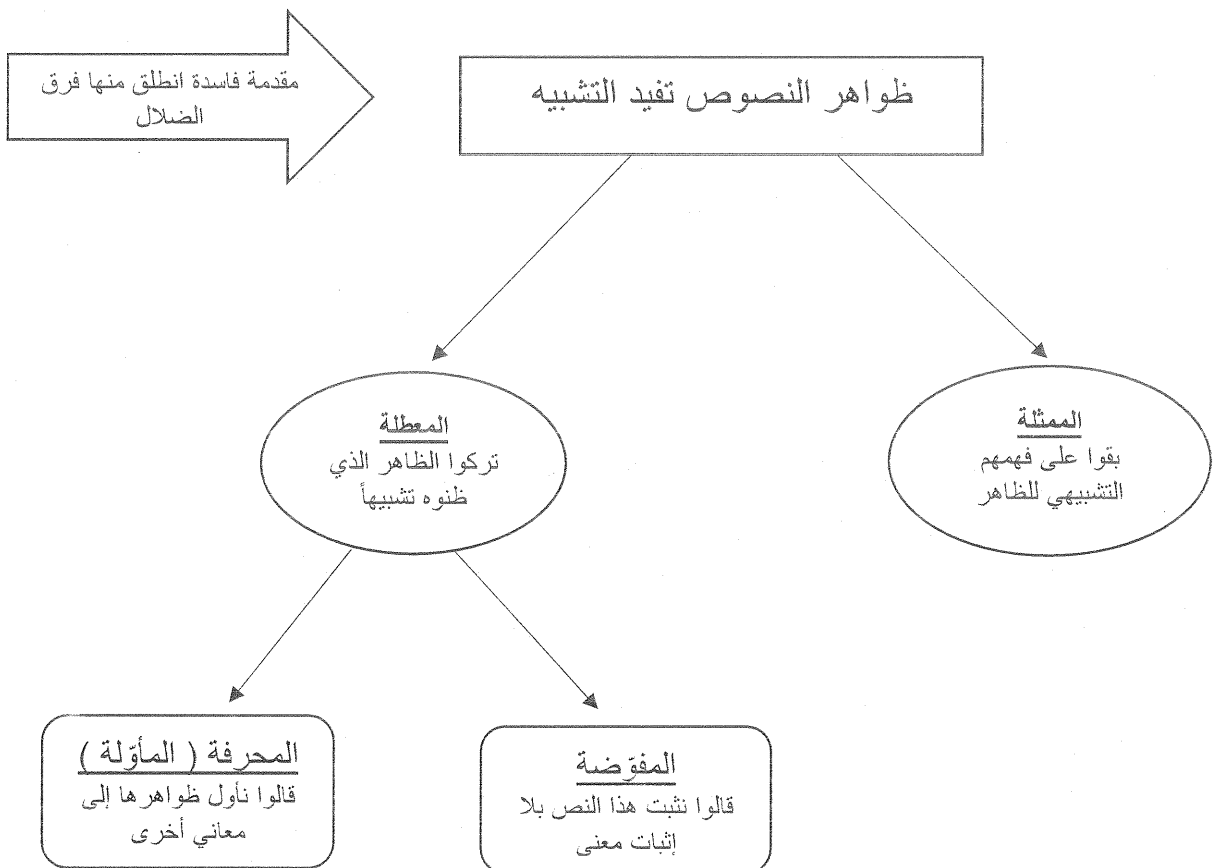 مقدمة فاسدة انطلق منها فرق
الضلال
ظواهر النصوص تفيد التشبيه
الممثلة
بقوا على فهمهم
التشبيهي للظاهر
المعطلة
تركوا الظاهر الذي
ظنوه تشبيهاً
المفوّضة
قالوا نثبت هذا النص بلا
إثبات معنى
المحرفة ( المأوّلة )
قالوا نأول ظواهرها إلى
معاني أخرى